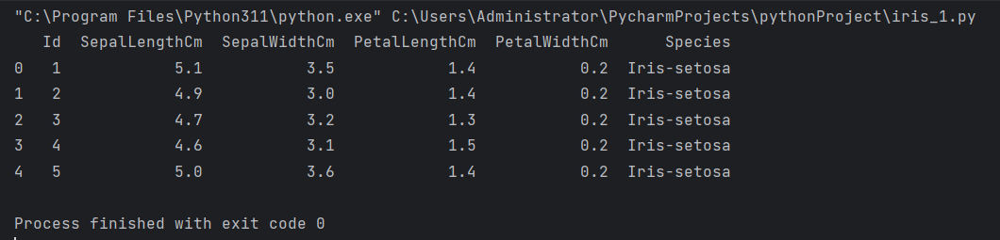 "C:\Program Files\Python311\python.exe" C:\Users\Administrator\PycharmProjects\pythonProject\iris_1.py
   Id  SepalLengthCm  SepalWidthCm  PetalLengthCm  PetalWidthCm      Species
0   1            5.1           3.5            1.4           0.2  Iris-setosa
1   2            4.9           3.0            1.4           0.2  Iris-setosa
2   3            4.7           3.2            1.3           0.2  Iris-setosa
3   4            4.6           3.1            1.5           0.2  Iris-setosa
4   5            5.0           3.6            1.4           0.2  Iris-setosa
Process finished with exit code 0